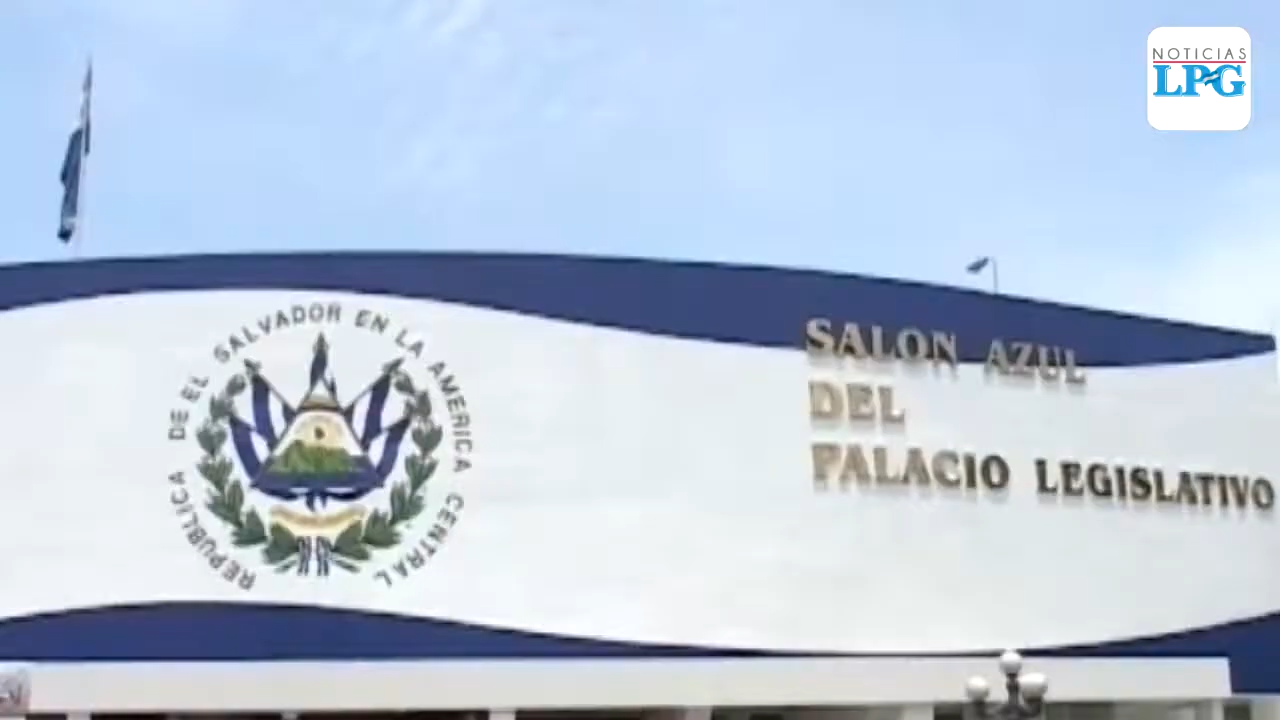 NOTICIAS
LPG
REPUBLICA DE EL SALVADOR EN LA AMERICA CENTRAL
SALON AZUL
DEL
PALACIO LEGISLATIVO